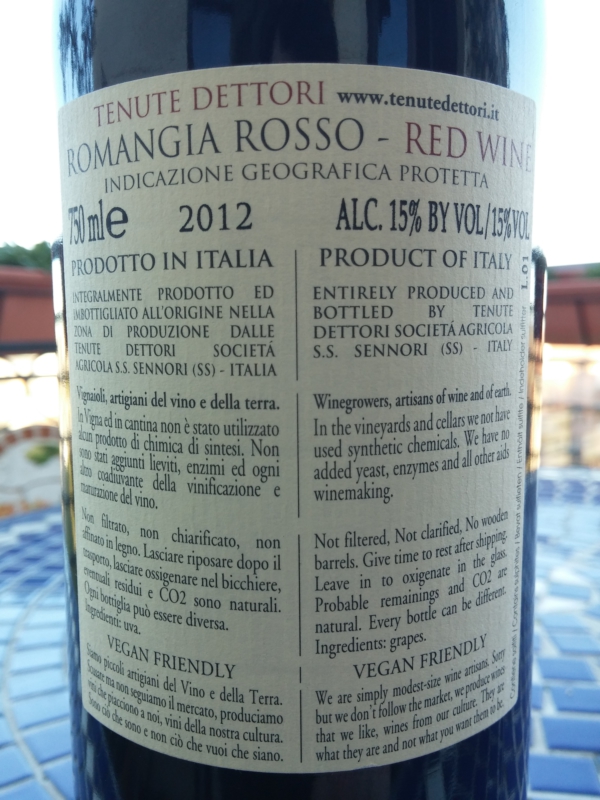 TENUTE DETTORI www.tenutedettori.it
ROMANGIA ROSSO - RED WINE
INDICAZIONE GEOGRAFICA PROTETTA
750 ml e 2012 ALC. 15% BY VOL/15% VOL
PRODOTTO IN ITALIA
INTEGRALMENTE PRODOTTO ED
IMBOTTIGLIATO ALL'ORIGINE NELLA
ZONA DI PRODUZIONE DALLE
TENUTE DETTORI SOCIETÁ
AGRICOLA S.S. SENNORI (SS) - ITALIA
Vignaioli, artigiani del vino e della terra.
In Vigna ed in cantina non è stato utilizzato
alcun prodotto di chimica di sintesi. Non
sono stati aggiunti lieviti, enzimi ed ogni
altro coadiuvante della vinificazione e
maturazione del vino.
Non filtrato, non chiarificato, non
affinato in legno. Lasciare riposare dopo il
trasporto, lasciare ossigenare nel bicchiere,
eventuali residui e CO2 sono naturali.
Ogni bottiglia può essere diversa.
Ingredienti: uva.
VEGAN FRIENDLY
Siamo piccoli artigiani del Vino e della Terra.
Scusate ma non seguiamo il mercato, produciamo
vini che piacciono a noi, vini della nostra cultura.
Sono ciò che sono e non ciò che vuoi che siano.
PRODUCT OF ITALY
ENTIRELY PRODUCED AND
BOTTLED BY TENUTE
DETTORI SOCIETÁ AGRICOLA
S.S. SENNORI (SS) - ITALY
Winegrowers, artisans of wine and of earth.
In the vineyards and cellars we not have
used synthetic chemicals. We have no
added yeast, enzymes and all other aids
winemaking.
Not filtered, Not clarified, No wooden
barrels. Give time to rest after shipping.
Leave in to oxigenate in the glass.
Probable remainings and CO2 are
natural. Every bottle can be different.
Ingredients: grapes.
VEGAN FRIENDLY
We are simply modest-size wine artisans. Sorry
but we don't follow the market, we produce wines
that we like, wines from our culture. They are
what they are and not what you want them to be.
L.01
Contiene solfiti / Contains sulphites / Bevat sulfieten / Enthält sulfite / Indeholder sulfitter